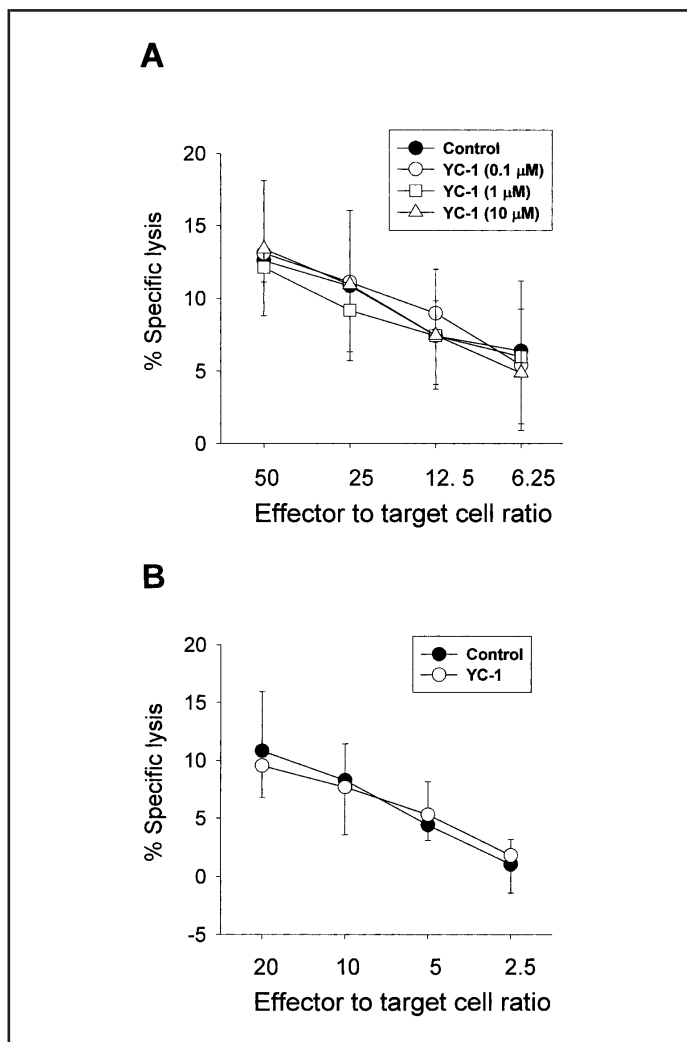 A
Control
YC-1 (0.1 μM)
YC-1 (1 μM)
YC-1 (10 μM)
20
15
10
5
0
% Specific lysis
50 25 12. 5 6.25
Effector to target cell ratio
B
Control
YC-1
20
15
10
5
0
-5
% Specific lysis
20 10 5 2.5
Effector to target cell ratio